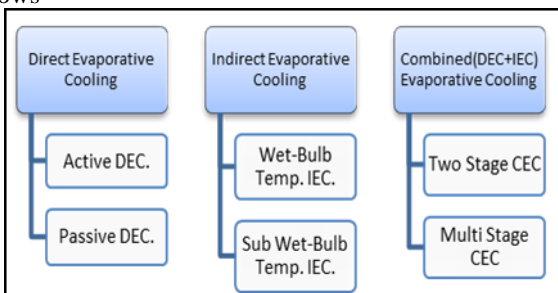 Direct Evaporative
Cooling
Active DEC.
Passive DEC.
Indirect Evaporative
Cooling
Wet-Bulb
Temp. IEC.
Sub Wet-Bulb
Temp. IEC.
Combined(DEC+IEC)
Evaporative Cooling
Two Stage CEC
Multi Stage
CEC